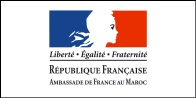 Liberté • Égalité • Fraternité
RÉPUBLIQUE FRANÇAISE
AMBASSADE DE FRANCE AU MAROC